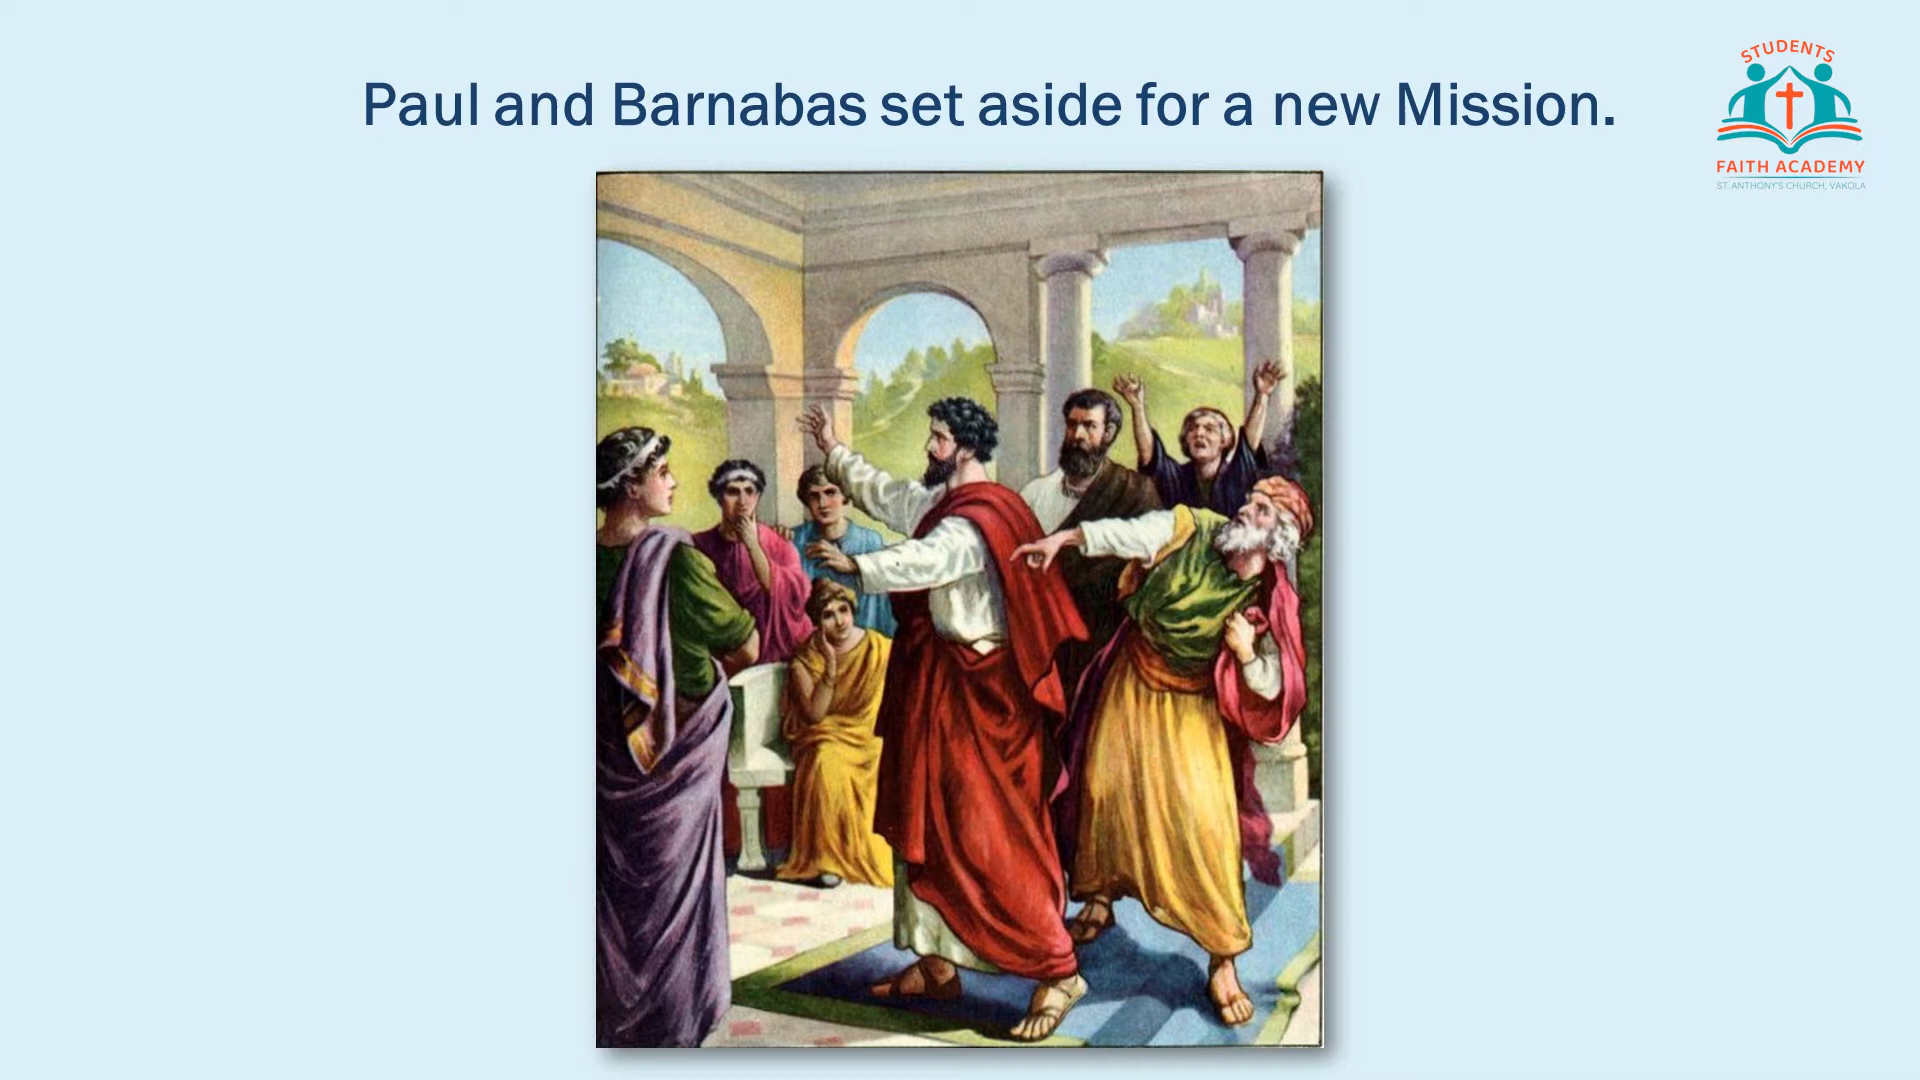 Paul and Barnabas set aside for a new Mission.
STUDENTS
FAITH ACADEMY
ST. ANTHONY'S CHURCH, VAKOLA